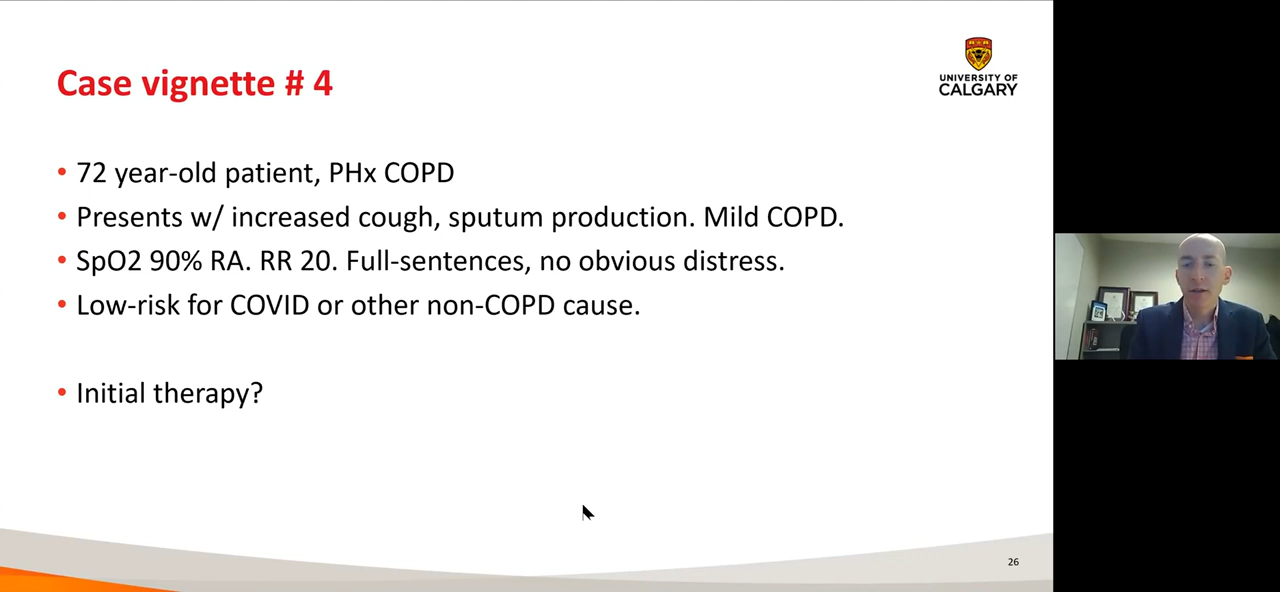 Case vignette # 4
UNIVERSITY OF
CALGARY
• 72 year-old patient, PHx COPD
• Presents w/ increased cough, sputum production. Mild COPD.
• SpO2 90% RA. RR 20. Full-sentences, no obvious distress.
• Low-risk for COVID or other non-COPD cause.
• Initial therapy?
26